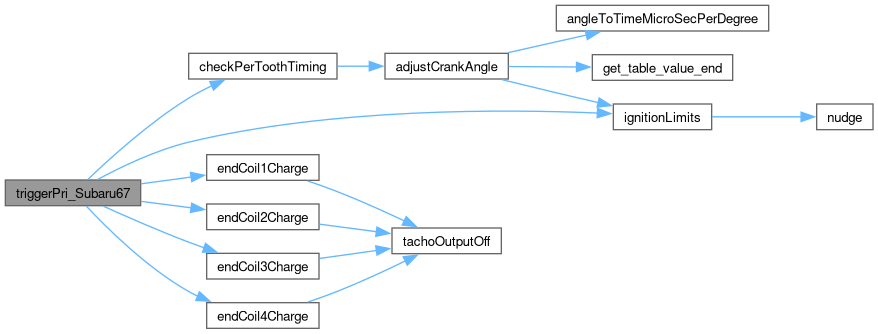 angleToTimeMicroSecPerDegree
checkPerToothTiming
adjustCrankAngle
get_table_value_end
ignitionLimits
nudge
endCoil1Charge
triggerPri_Subaru67
endCoil2Charge
tachoOutputOff
endCoil3Charge
endCoil4Charge